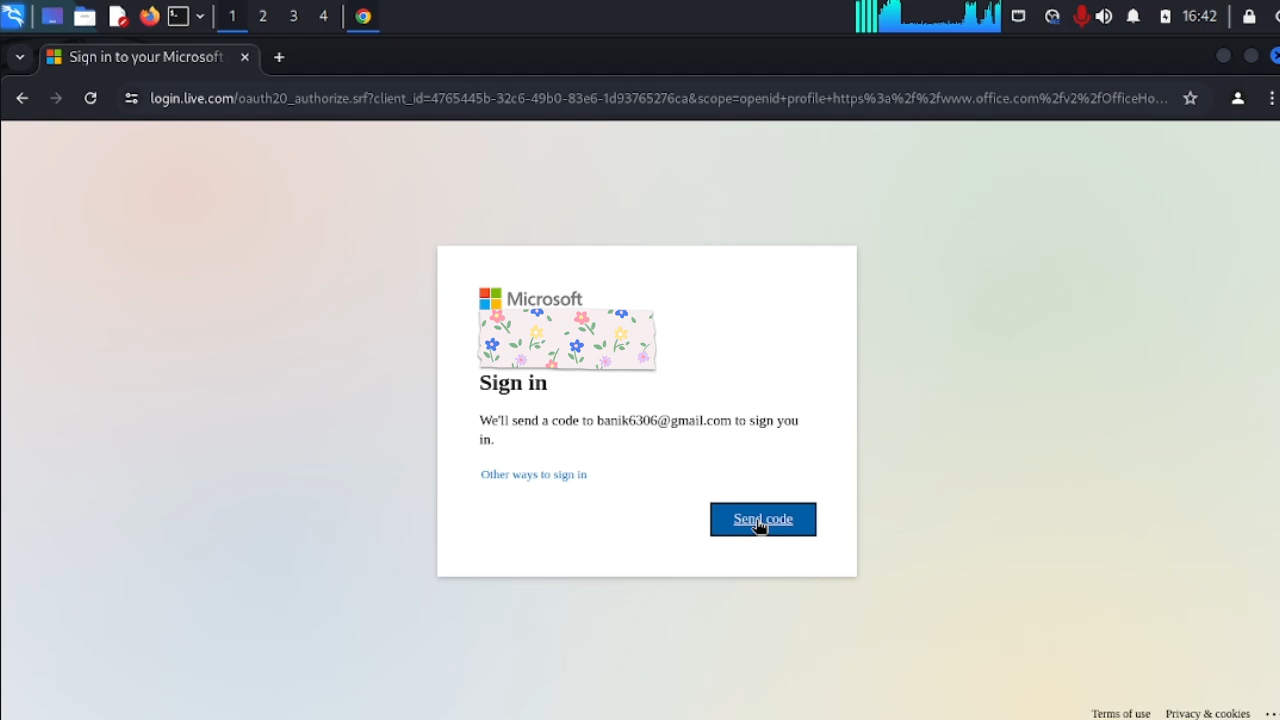 1 2 3 4 16:42
Sign in to your Microsoft
login.live.com/oauth20_authorize.srf?client_id=4765445b-32c6-49b0-83e6-1d93765276ca&scope=openid+profile+https%3a%2f%2fwww.office.com%2fv2%2fOfficeHo...
Microsoft
Sign in
We'll send a code to banik6306@gmail.com to sign you
in.
Other ways to sign in
Send code
Terms of use Privacy & cookies